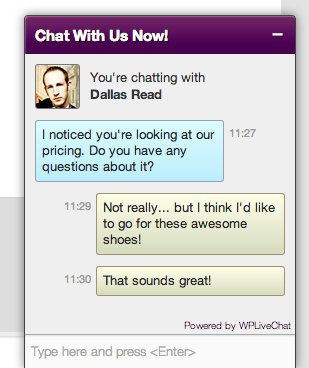 Chat With Us Now!
You're chatting with
Dallas Read
I noticed you're looking at our
pricing. Do you have any
questions about it?
11:27
11:29
Not really... but I think I'd like
to go for these awesome
shoes!
11:30
That sounds great!
Powered by WPLiveChat
Type here and press <Enter>